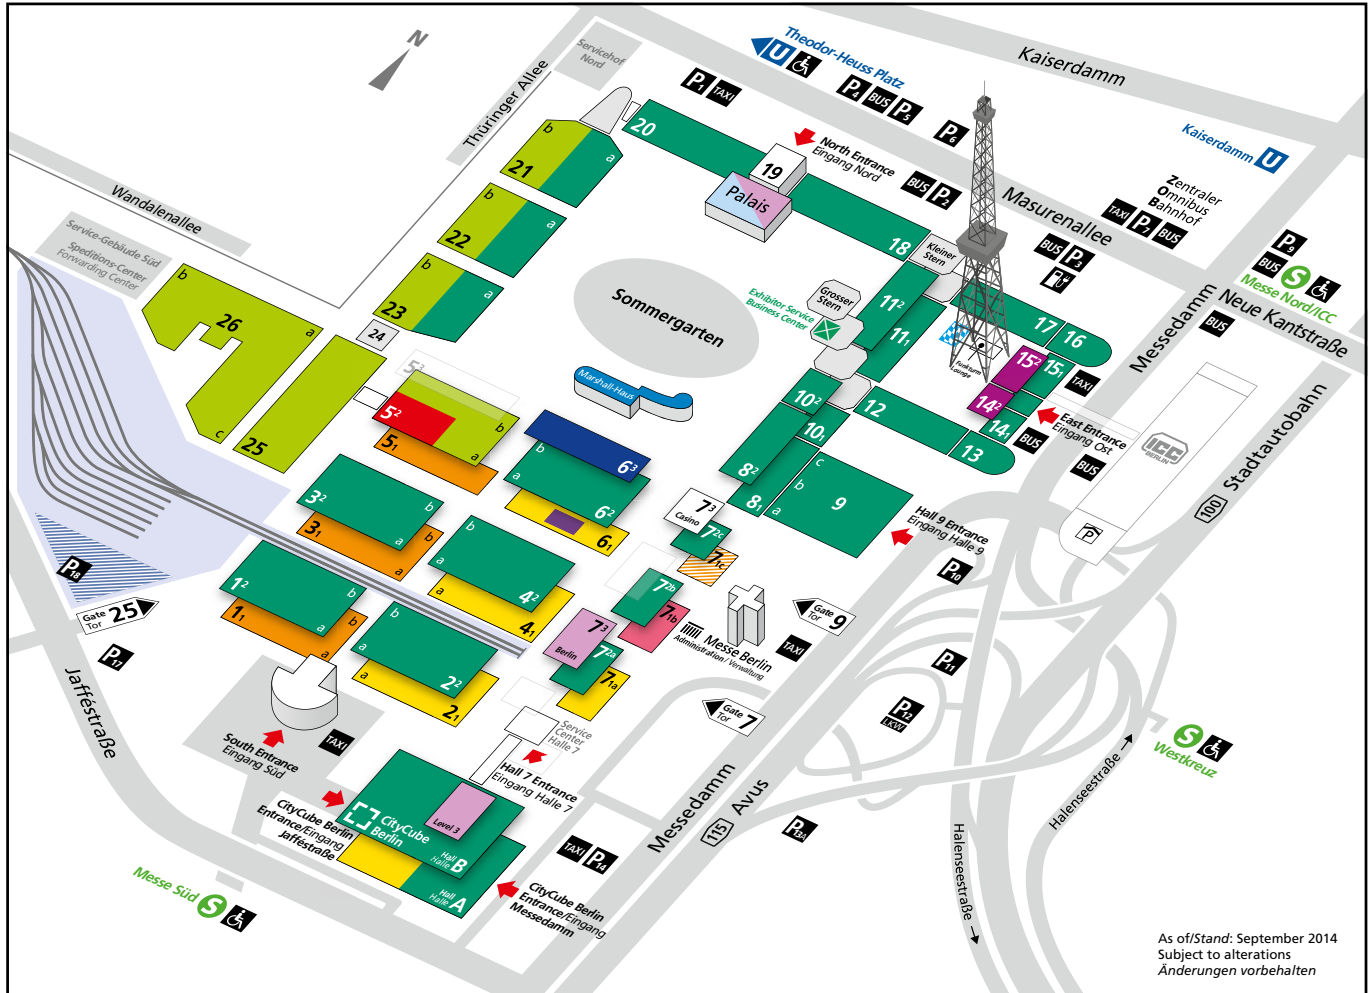 N
Servicehof
Nord
Thüringer Allee
Theodor-Heuss Platz
U
Kaiserdamm
P1
TAXI
P4
BUS
P5
P6
Kaiserdamm
U
North Entrance
Eingang Nord
BUS
P2
Masurenallee
Zentraler
Omnibus
Bahnhof
TAXI
P7
BUS
BUS
P3
P9
BUS
S
Messe Nord/ICC
Neue Kantstraße
BUS
Messedamm
Wandalenallee
Service-Gebäude Süd
Speditions-Center
Forwarding Center
20
19
Palais
18
Kleiner
Stern
b
a
21
22
a
b
a
23
b
26
a
c
24
25
Sommergarten
Exhibitor Service
Business Center
Grosser
Stern
11²
11₁
17
16
15²
15₁
TAXI
14²
14₁
Funkturm
Lounge
East Entrance
Eingang Ost
BUS
BUS
ICC
BERLIN
P
Stadtautobahn
100
Marshall-Haus
10²
10₁
12
13
8²
8₁
c
b
a
9
Hall 9 Entrance
Eingang Halle 9
5³
5²
b
a
5₁
6³
b
a
6²
6₁
7³
Casino
7²ᶜ
7₁c
3²
b
a
3₁
b
a
b
a
4²
a
4₁
7²ᵇ
7₁b
P10
P18
Gate
Tor 25
1²
b
a
1₁
b
a
b
a
2²
a
2₁
7³
Berlin
7²ᵃ
7₁a
Messe Berlin
Administration / Verwaltung
TAXI
Gate
Tor 9
P17
P11
P12
LKW
Gate
Tor 7
Jafféstraße
South Entrance
Eingang Süd
TAXI
Service
Center
Halle 7
Hall 7 Entrance
Eingang Halle 7
S
Westkreuz
Messedamm
115 Avus
Halenseestraße
Halenseestraße
P13A
CityCube Berlin
Entrance/Eingang
Jafféstraße
CityCube
Berlin
Level 3
Hall
Halle B
Hall
Halle A
TAXI
P14
CityCube Berlin
Entrance/Eingang
Messedamm
Messe Süd
S
As of/Stand: September 2014
Subject to alterations
Änderungen vorbehalten